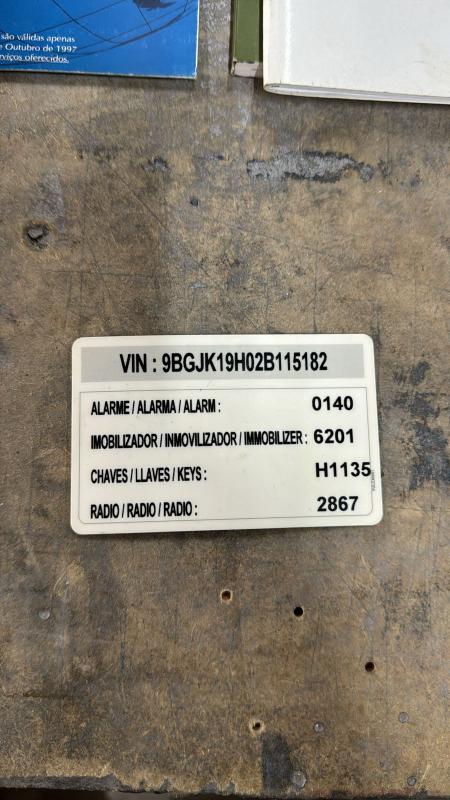 são válidas apenas
e Outubro de 1997
rviços oferecidos.
VIN : 9BGJK19H02B115182
ALARME / ALARMA / ALARM : 0140
IMOBILIZADOR / INMOVILIZADOR / IMMOBILIZER : 6201
CHAVES / LLAVES / KEYS : H1135
RADIO / RADIO / RADIO : 2867